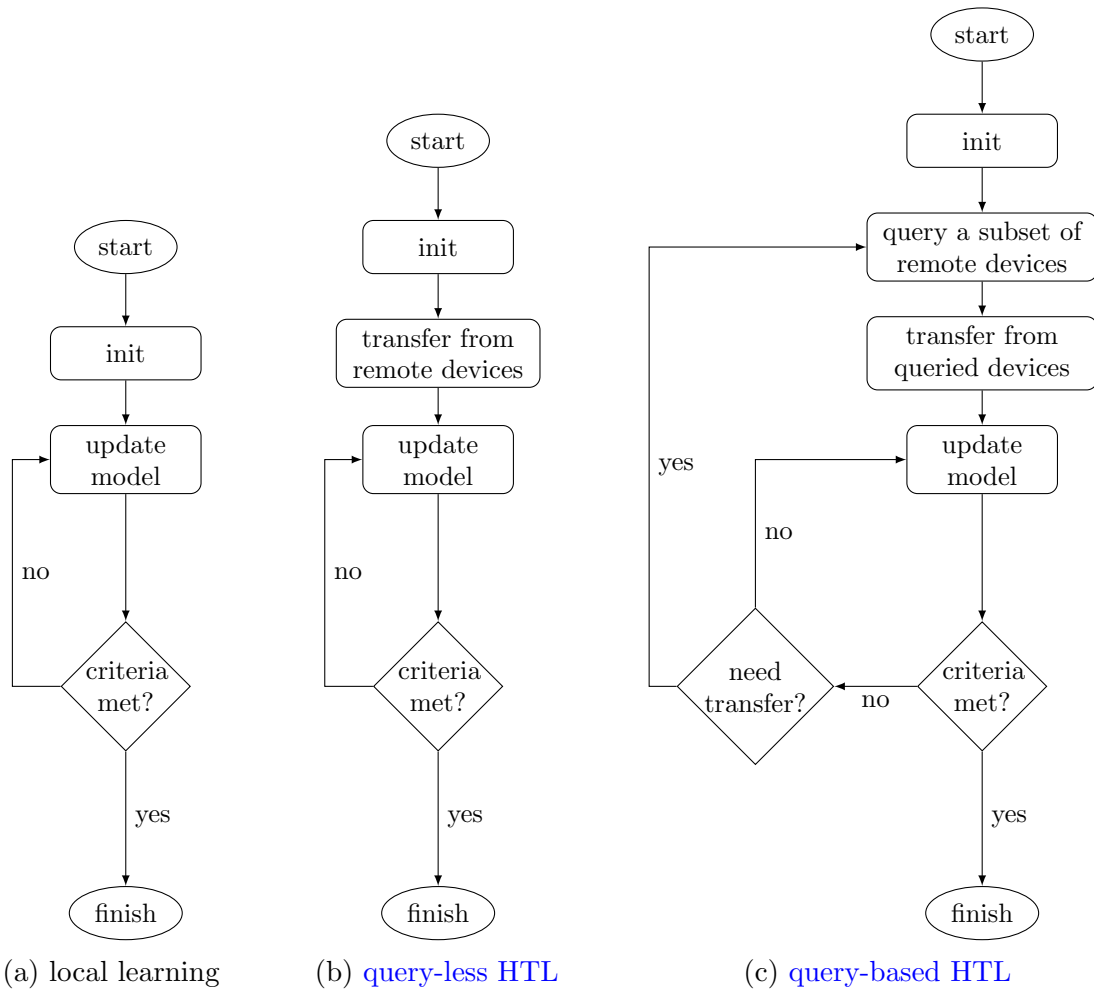 start
init
update
model
no
criteria
met?
yes
finish
(a) local learning
start
init
transfer from
remote devices
update
model
no
criteria
met?
yes
finish
(b) query-less HTL
start
init
query a subset of
remote devices
transfer from
queried devices
update
model
yes
no
need
transfer?
no
criteria
met?
yes
finish
(c) query-based HTL